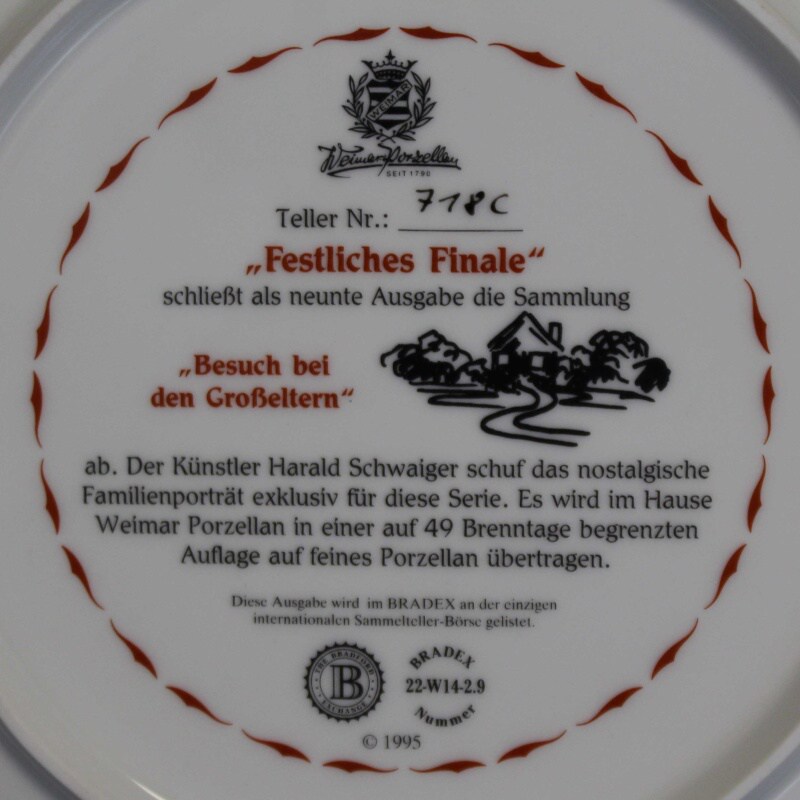 WEIMAR
Weimar Porzellan
SEIT 1790
Teller Nr.: 718C
„Festliches Finale“
schließt als neunte Ausgabe die Sammlung
„Besuch bei
den Großeltern“
ab. Der Künstler Harald Schwaiger schuf das nostalgische
Familienporträt exklusiv für diese Serie. Es wird im Hause
Weimar Porzellan in einer auf 49 Brenntage begrenzten
Auflage auf feines Porzellan übertragen.
Diese Ausgabe wird im BRADEX an der einzigen
internationalen Sammelteller-Börse gelistet.
THE BRADFORD
B
EXCHANGE
BRADEX
22-W14-2.9
Nummer
© 1995